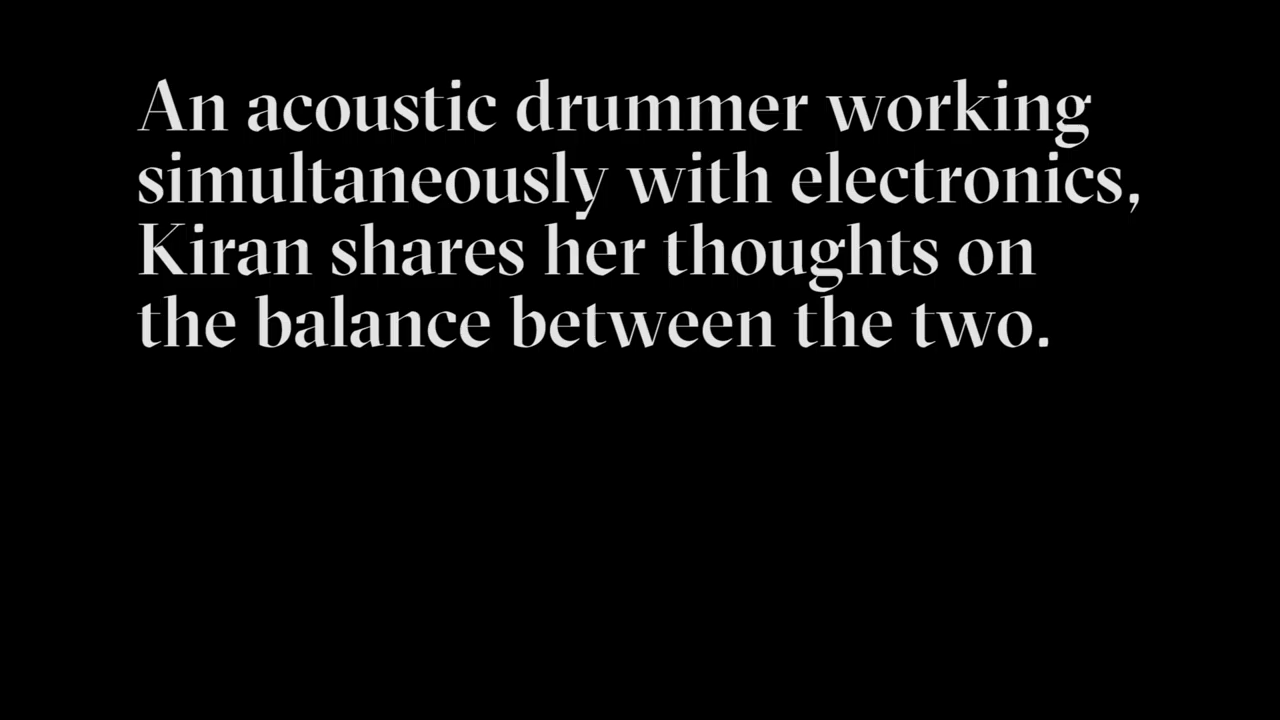 An acoustic drummer working
simultaneously with electronics,
Kiran shares her thoughts on
the balance between the two.